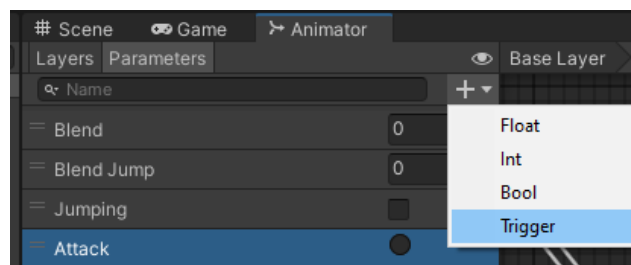 Scene Game Animator
Layers Parameters Base Layer
Name
Float
Blend 0
Int
Blend Jump 0
Bool
Jumping
Trigger
Attack